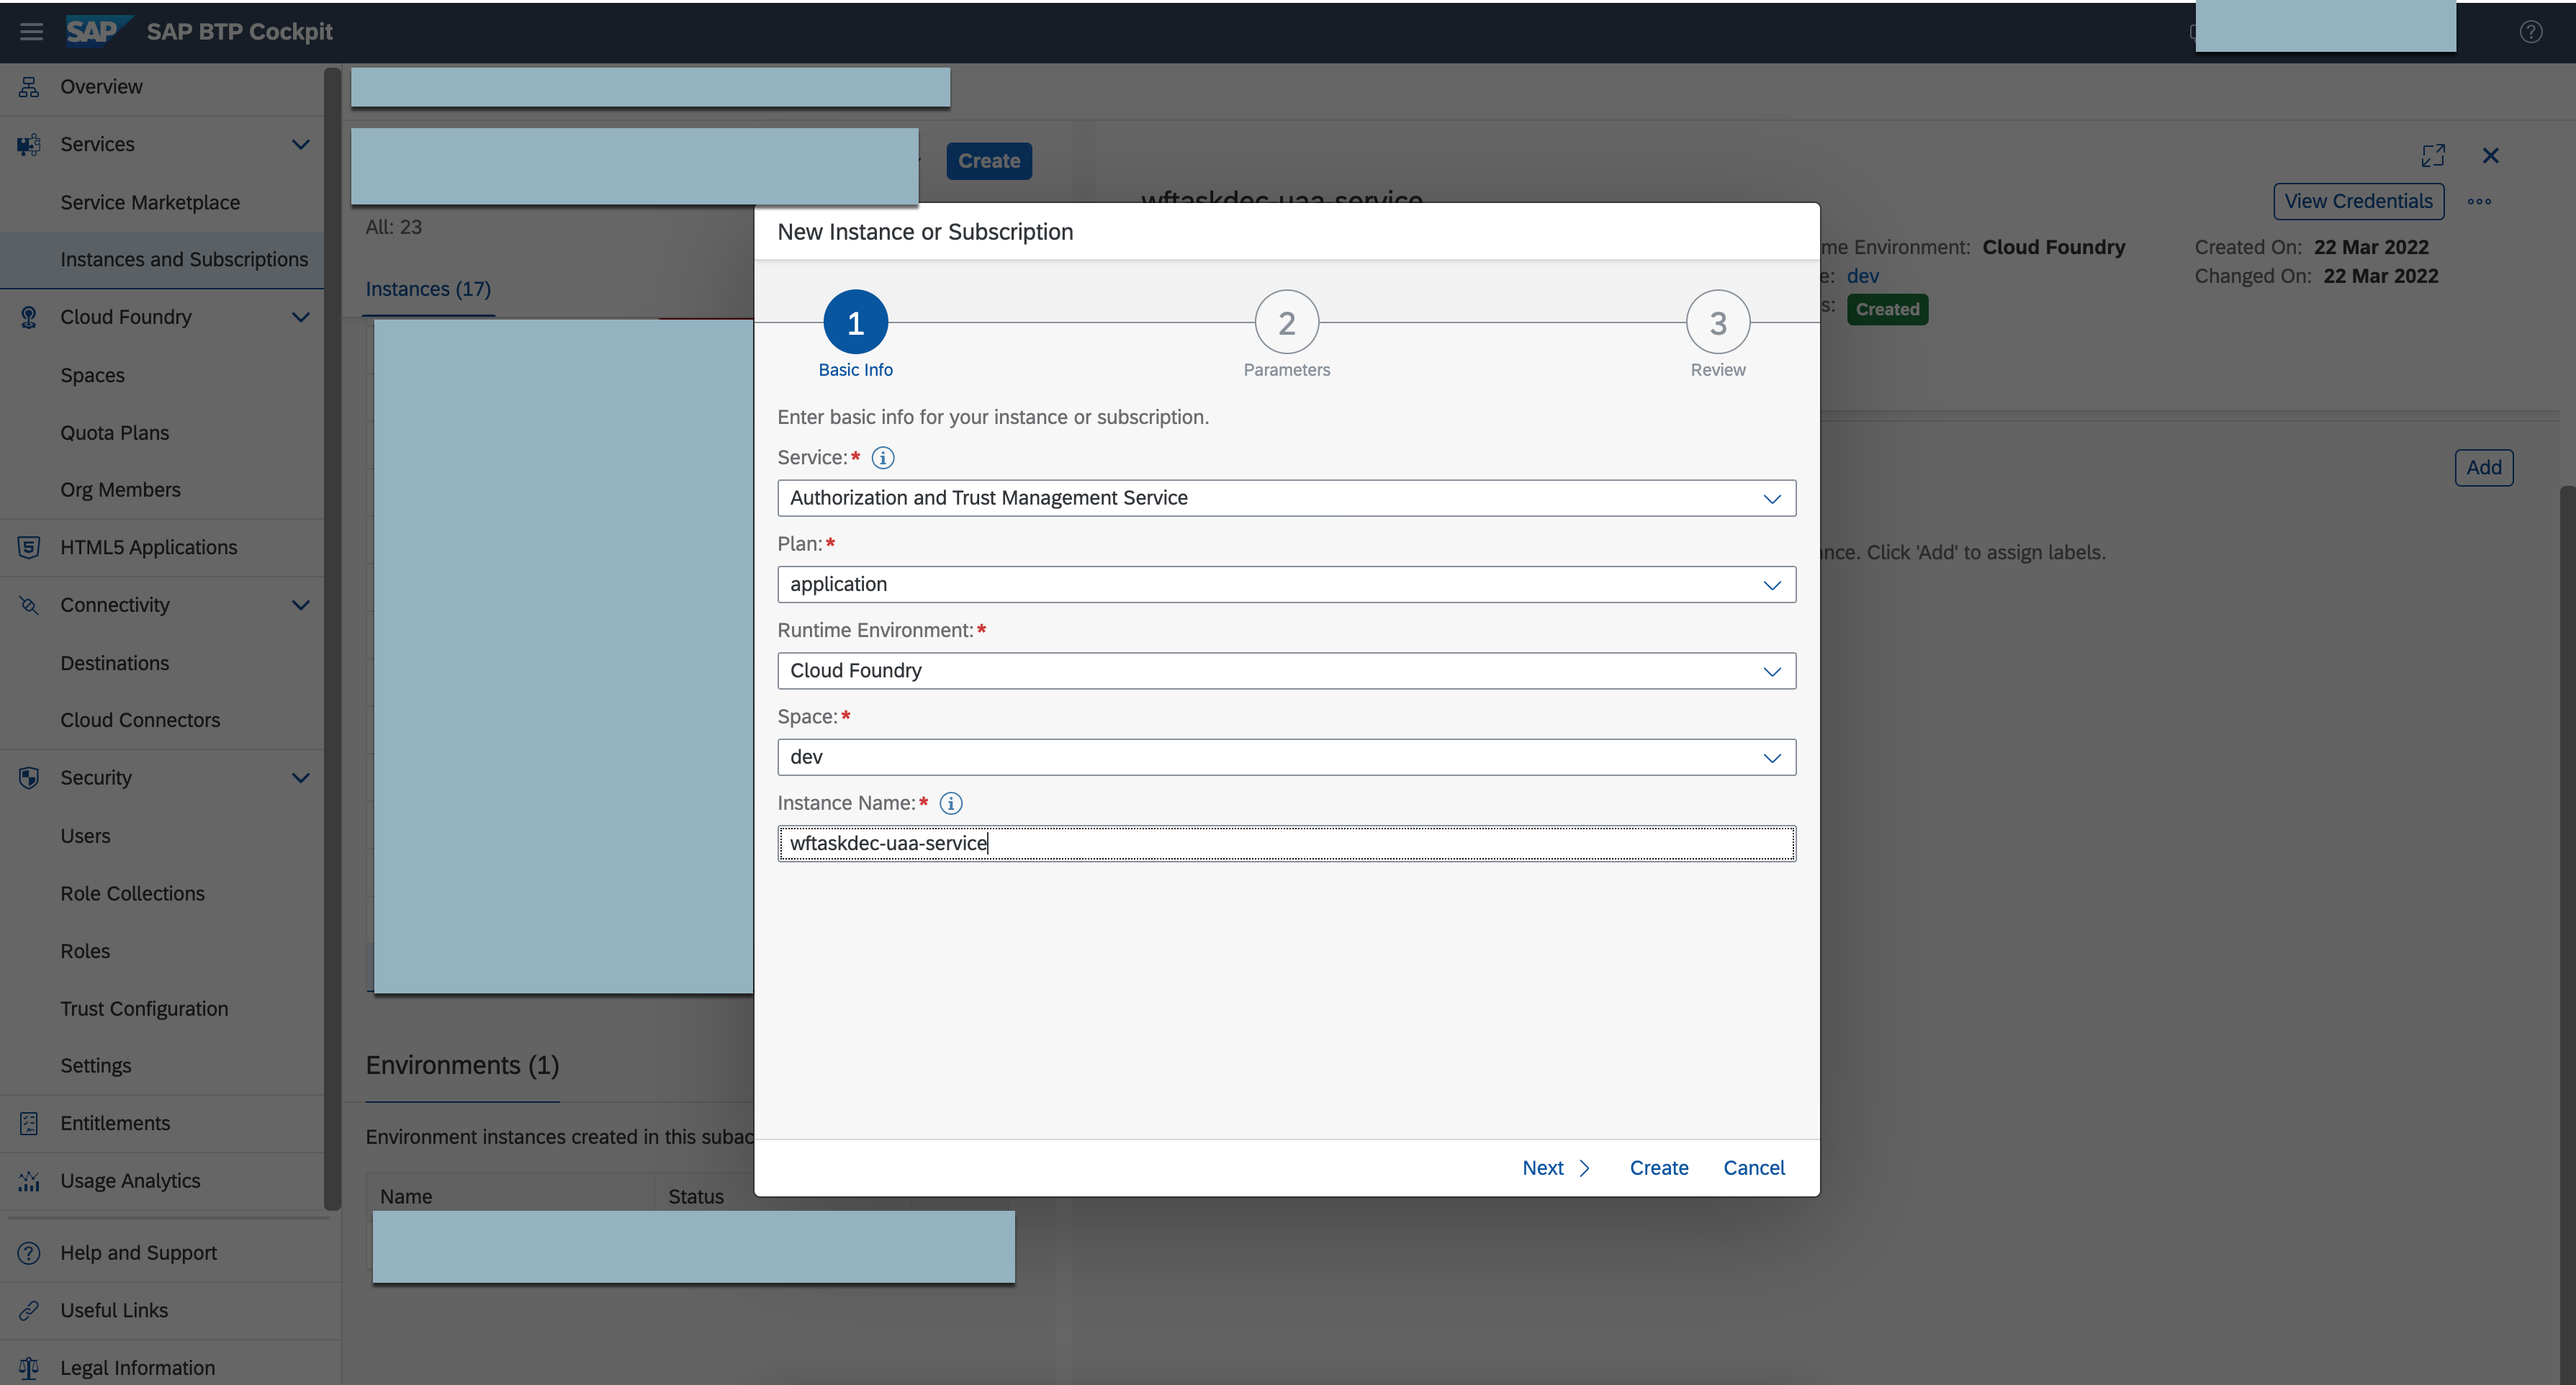 SAP SAP BTP Cockpit
Overview
Services
Service Marketplace
Instances and Subscriptions
Cloud Foundry
Spaces
Quota Plans
Org Members
HTML5 Applications
Connectivity
Destinations
Cloud Connectors
Security
Users
Role Collections
Roles
Trust Configuration
Settings
Entitlements
Usage Analytics
Help and Support
Useful Links
Legal Information
Create
All: 23
Instances (17)
Environments (1)
Environment instances created in this subac
Name Status
New Instance or Subscription
1 2 3
Basic Info Parameters Review
Enter basic info for your instance or subscription.
Service:*
Authorization and Trust Management Service
Plan:*
application
Runtime Environment:*
Cloud Foundry
Space:*
dev
Instance Name:*
wftaskdec-uaa-service
Next Create Cancel
wftaskdec-uaa-service
View Credentials
me Environment: Cloud Foundry Created On: 22 Mar 2022
e: dev Changed On: 22 Mar 2022
s: Created
Add
nce. Click 'Add' to assign labels.